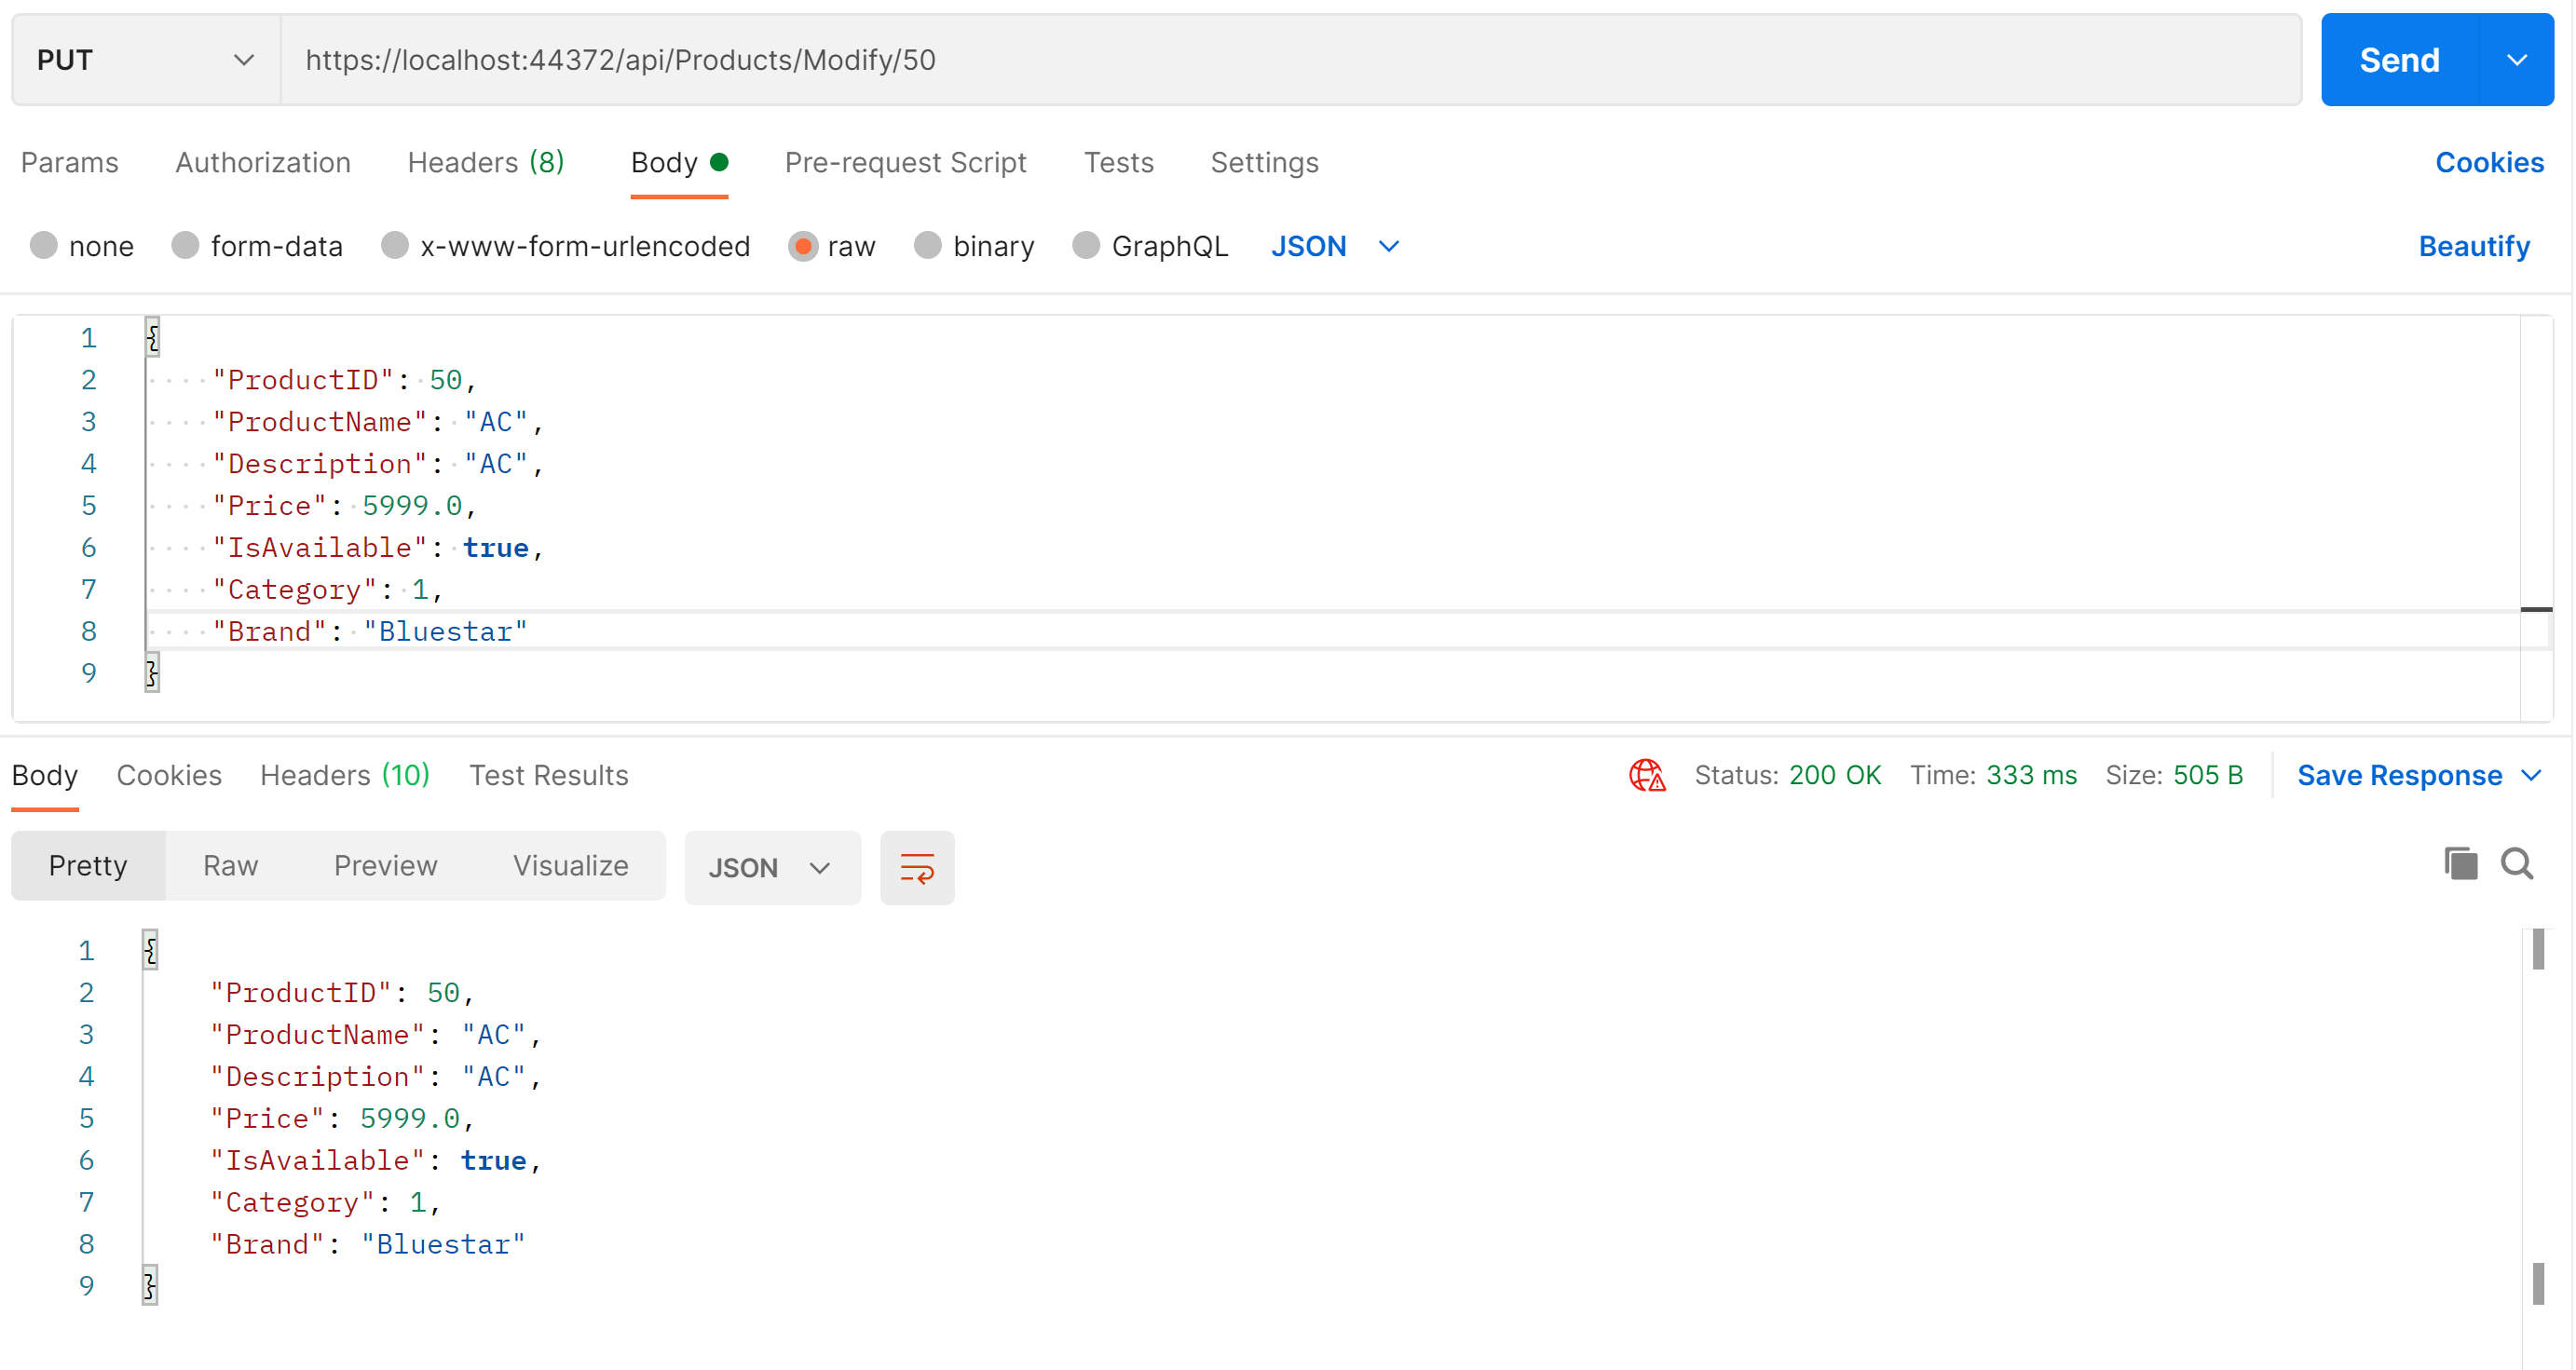 PUT https://localhost:44372/api/Products/Modify/50 Send
Params Authorization Headers (8) Body Pre-request Script Tests Settings Cookies
none form-data x-www-form-urlencoded raw binary GraphQL JSON Beautify
1 {
2 "ProductID": 50,
3 "ProductName": "AC",
4 "Description": "AC",
5 "Price": 5999.0,
6 "IsAvailable": true,
7 "Category": 1,
8 "Brand": "Bluestar"
9 }
Body Cookies Headers (10) Test Results Status: 200 OK Time: 333 ms Size: 505 B Save Response
Pretty Raw Preview Visualize JSON
1 {
2 "ProductID": 50,
3 "ProductName": "AC",
4 "Description": "AC",
5 "Price": 5999.0,
6 "IsAvailable": true,
7 "Category": 1,
8 "Brand": "Bluestar"
9 }